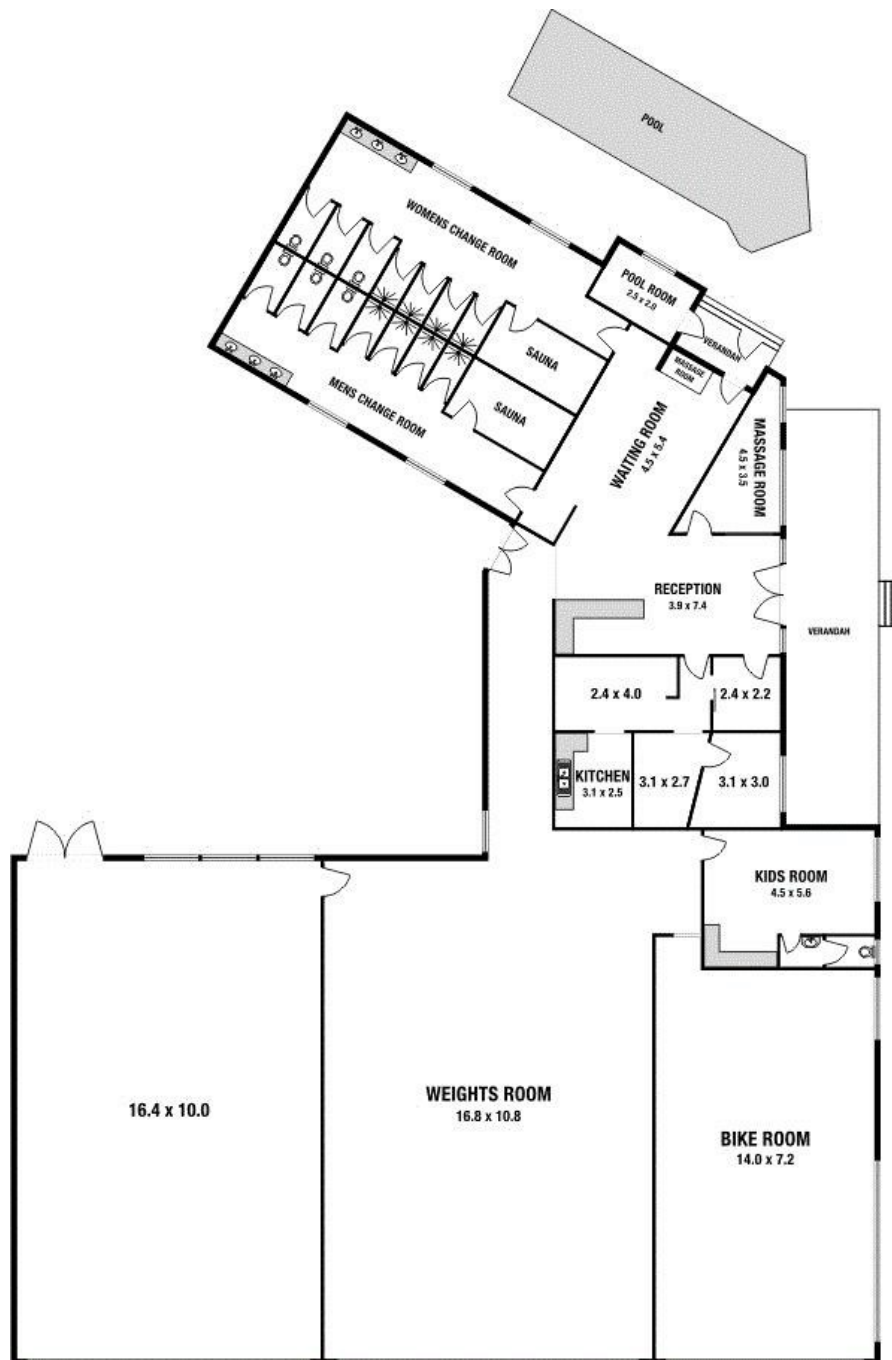 POOL
WOMENS CHANGE ROOM
POOL ROOM
2.5 x 2.0
VERANDAH
MASSAGE
ROOM
SAUNA
SAUNA
MENS CHANGE ROOM
WAITING ROOM
4.5 x 5.4
MASSAGE ROOM
4.5 x 3.5
RECEPTION
3.9 x 7.4
VERANDAH
2.4 x 4.0
2.4 x 2.2
KITCHEN
3.1 x 2.5
3.1 x 2.7
3.1 x 3.0
KIDS ROOM
4.5 x 5.6
16.4 x 10.0
WEIGHTS ROOM
16.8 x 10.8
BIKE ROOM
14.0 x 7.2